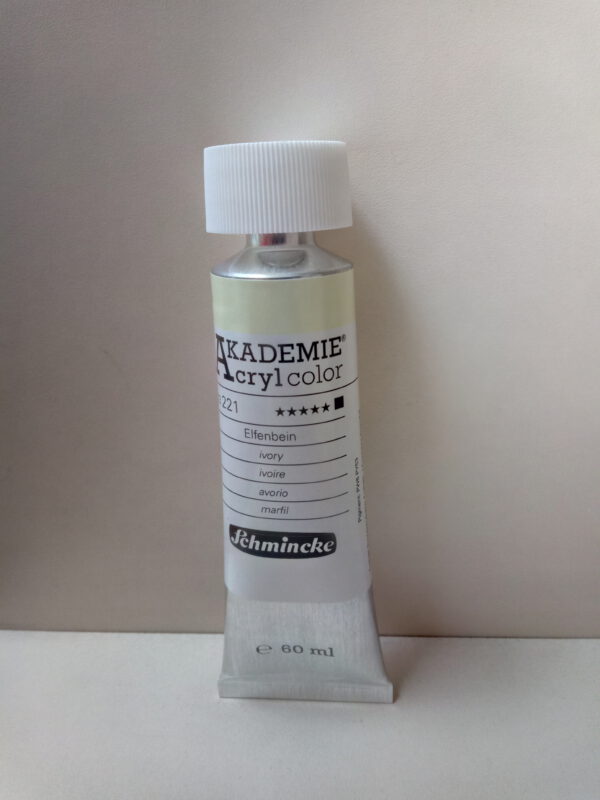 AKADEMIE®
Acryl color
221
★★★★★ ■
Elfenbein
ivory
ivoire
avorio
marfil
Schmincke
℮ 60 ml